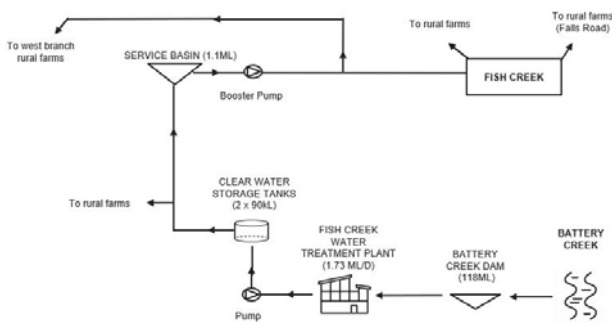 To rural farms
To rural farms
(Falls Road)
To west branch
rural farms
SERVICE BASIN (1.1ML)
FISH CREEK
Booster Pump
CLEAR WATER
STORAGE TANKS
(2 x 90kL)
To rural farms
FISH CREEK
WATER
TREATMENT PLANT
(1.73 ML/D)
BATTERY
CREEK DAM
(118ML)
BATTERY
CREEK
Pump